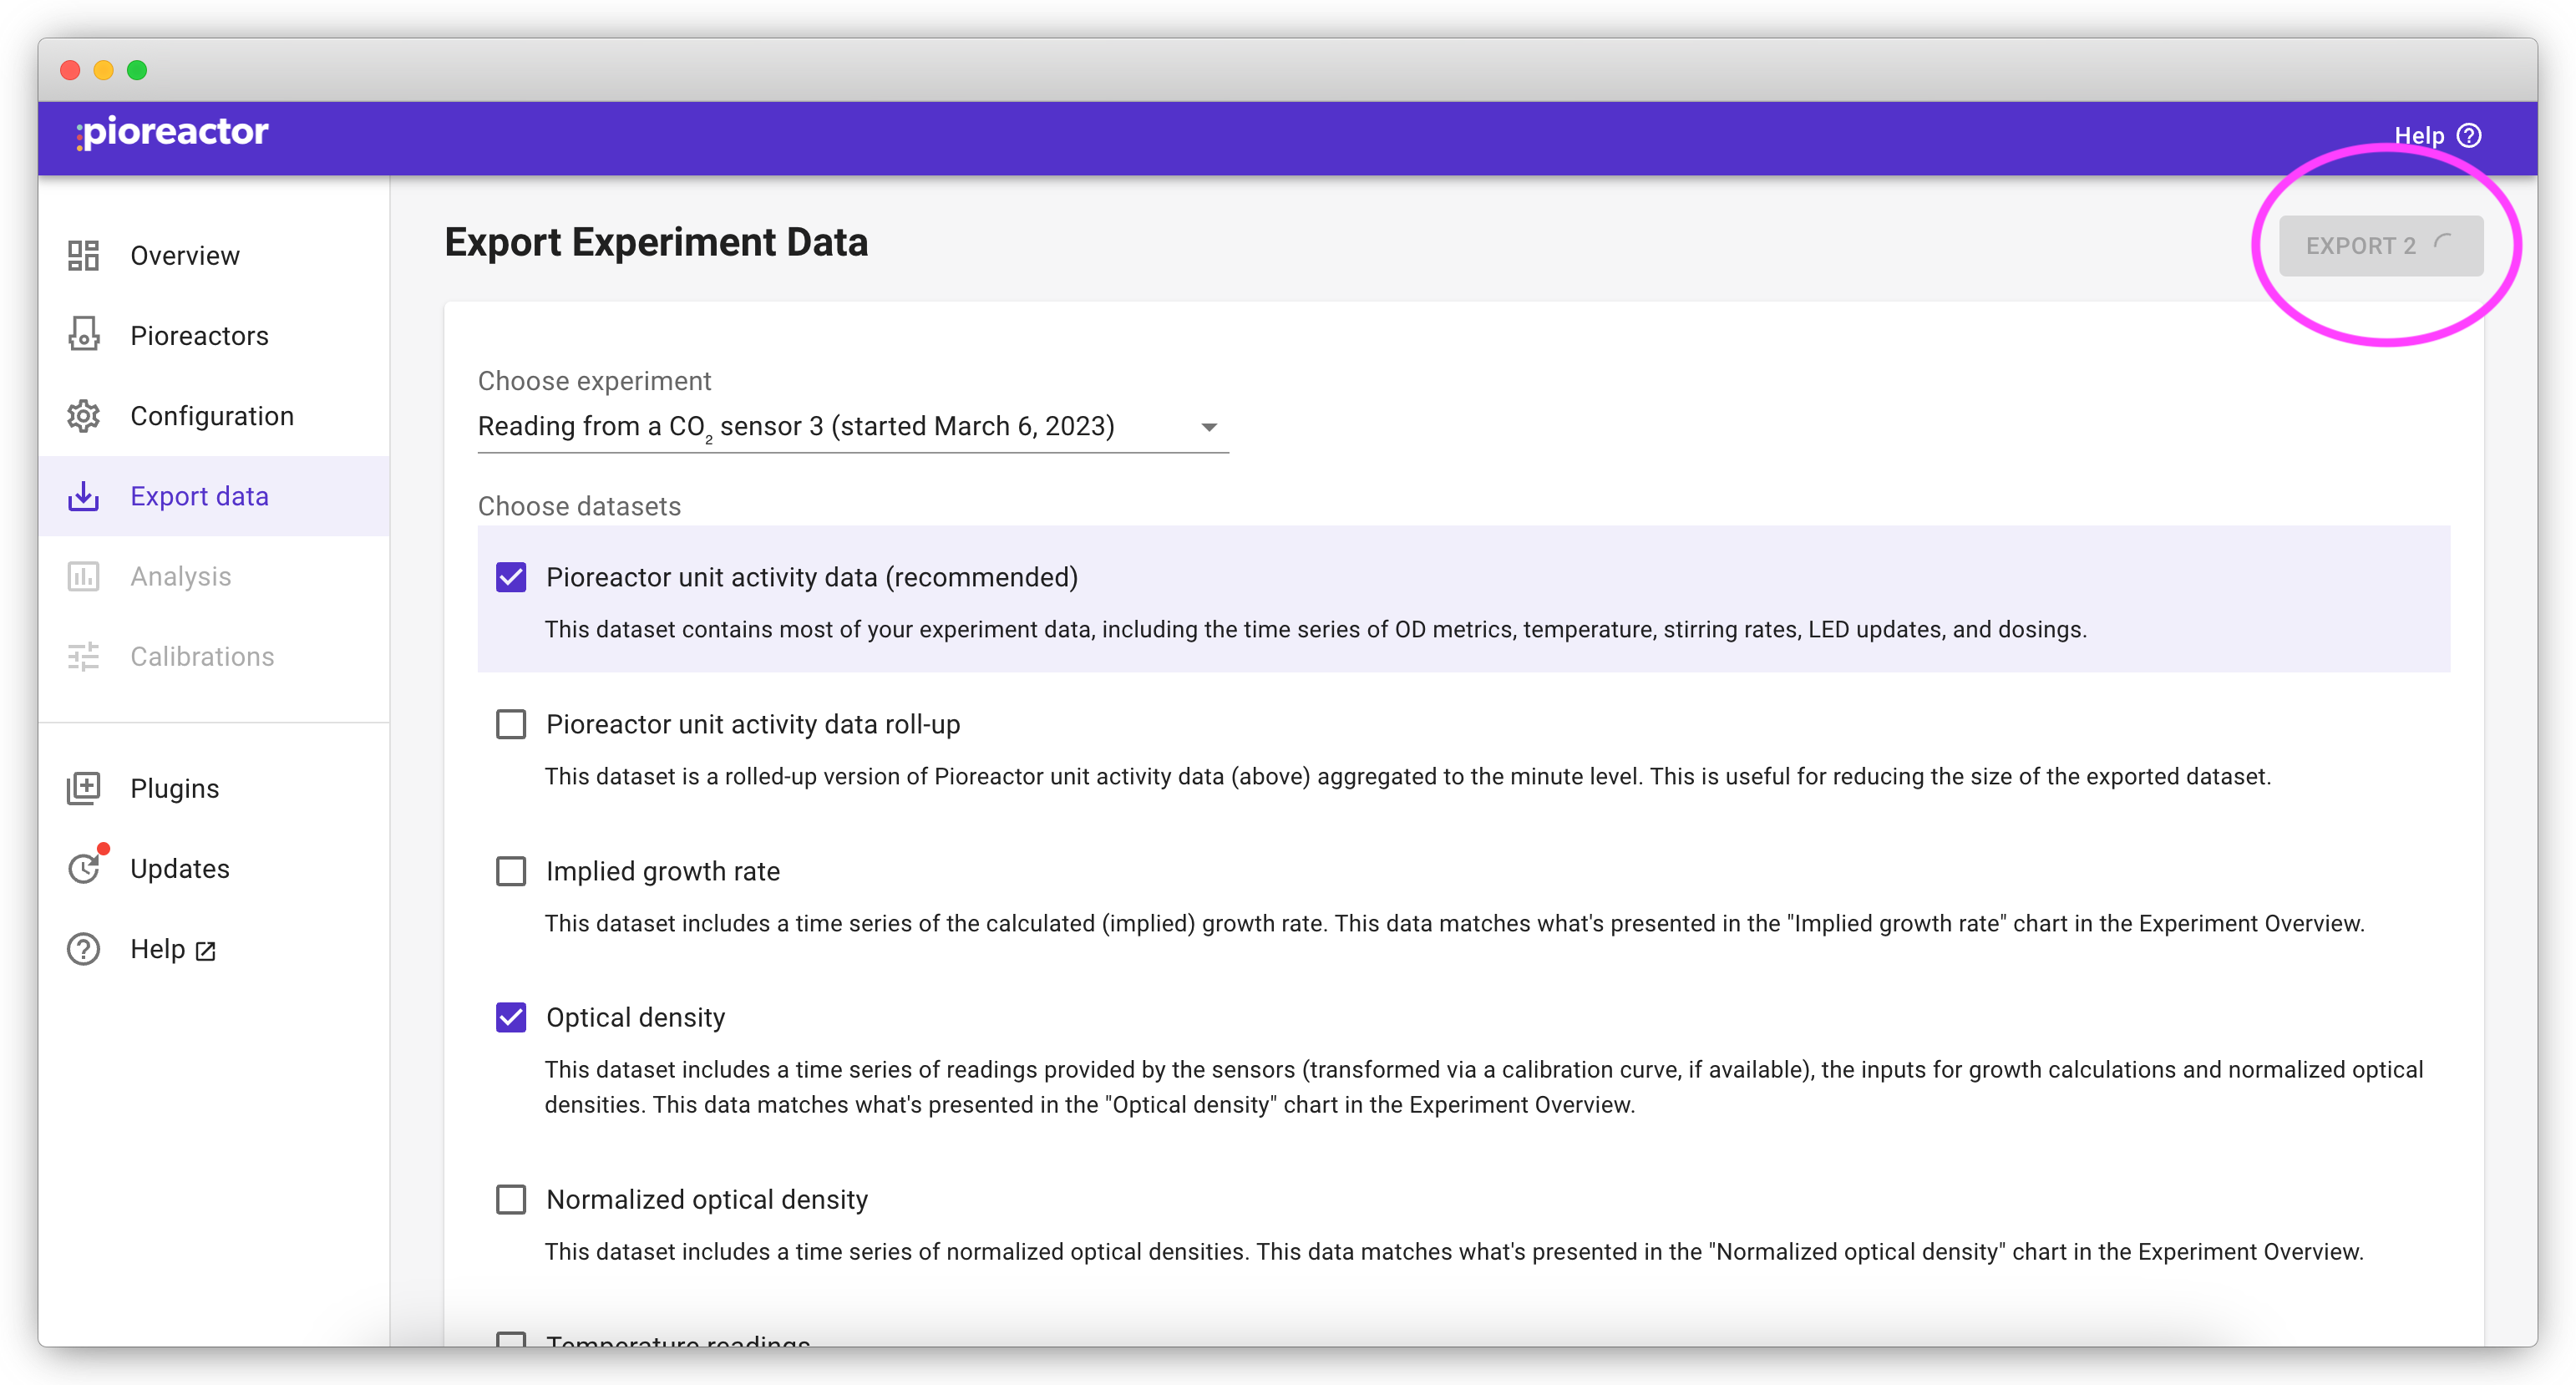 pioreactor
Help
Overview
Pioreactors
Configuration
Export data
Analysis
Calibrations
Plugins
Updates
Help
Export Experiment Data
EXPORT 2
Choose experiment
Reading from a CO₂ sensor 3 (started March 6, 2023)
Choose datasets
Pioreactor unit activity data (recommended)
This dataset contains most of your experiment data, including the time series of OD metrics, temperature, stirring rates, LED updates, and dosings.
Pioreactor unit activity data roll-up
This dataset is a rolled-up version of Pioreactor unit activity data (above) aggregated to the minute level. This is useful for reducing the size of the exported dataset.
Implied growth rate
This dataset includes a time series of the calculated (implied) growth rate. This data matches what's presented in the "Implied growth rate" chart in the Experiment Overview.
Optical density
This dataset includes a time series of readings provided by the sensors (transformed via a calibration curve, if available), the inputs for growth calculations and normalized optical
densities. This data matches what's presented in the "Optical density" chart in the Experiment Overview.
Normalized optical density
This dataset includes a time series of normalized optical densities. This data matches what's presented in the "Normalized optical density" chart in the Experiment Overview.
Temperature readings